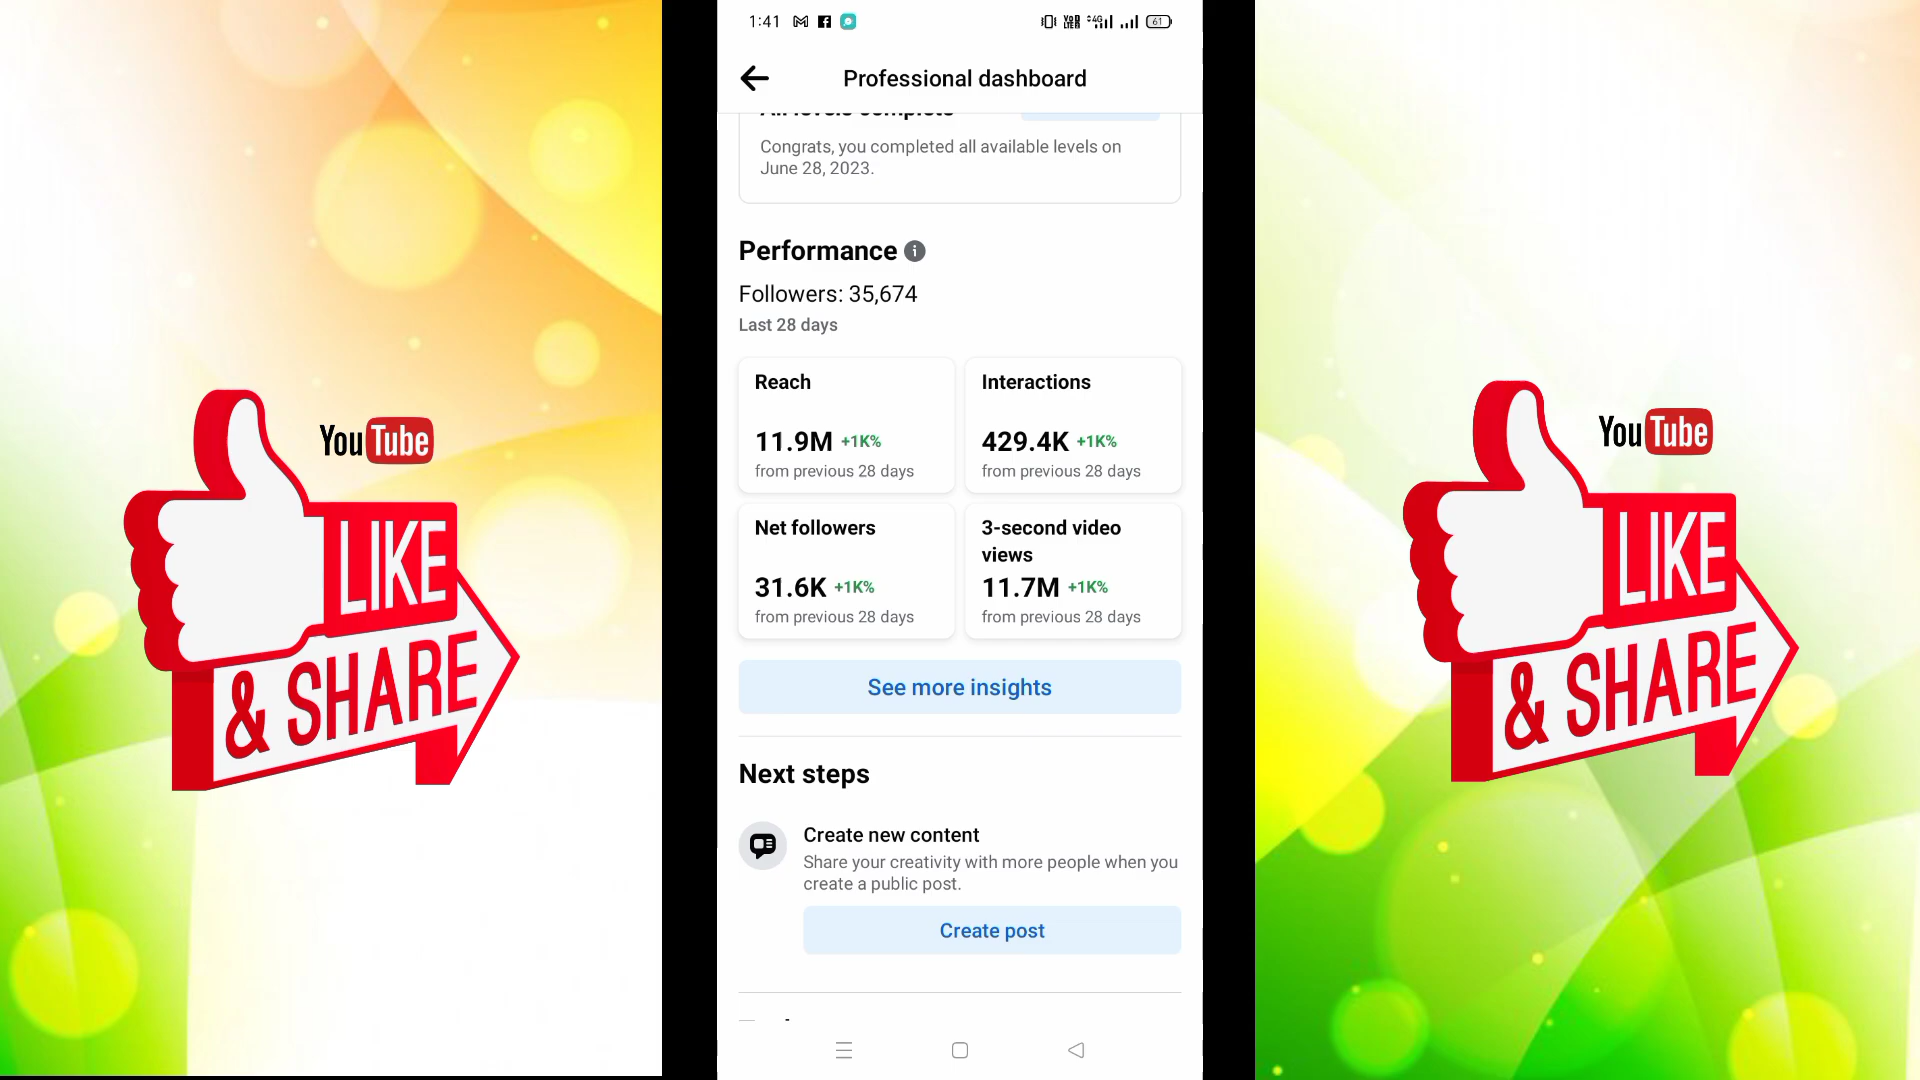 1:41
61
Professional dashboard
All levels complete
Congrats, you completed all available levels on
June 28, 2023.
Performance
Followers: 35,674
Last 28 days
Reach
11.9M +1K%
from previous 28 days
Interactions
429.4K +1K%
from previous 28 days
Net followers
31.6K +1K%
from previous 28 days
3-second video
views
11.7M +1K%
from previous 28 days
See more insights
Next steps
Create new content
Share your creativity with more people when you
create a public post.
Create post
YouTube
LIKE
& SHARE
YouTube
LIKE
& SHARE